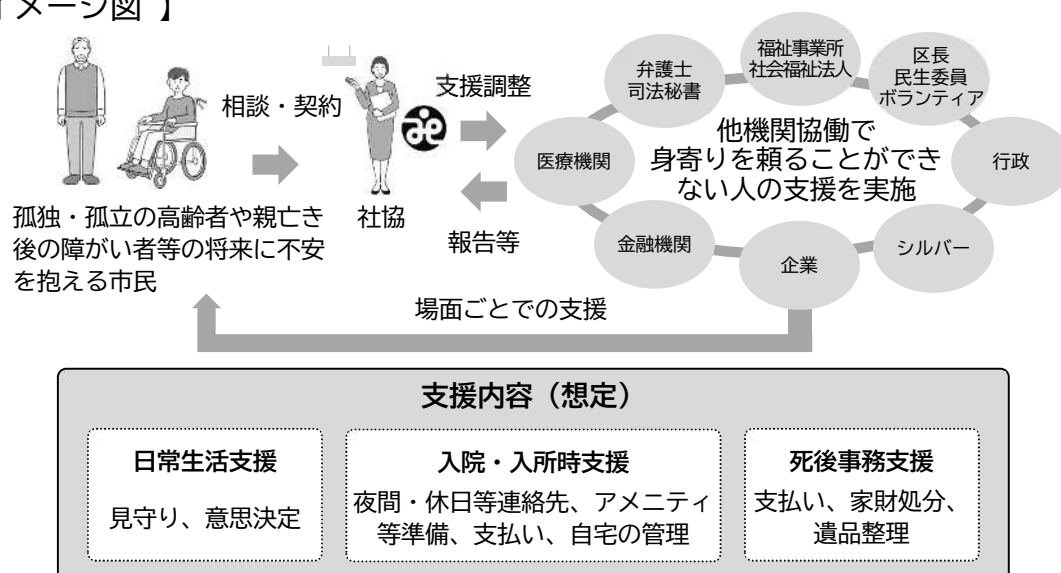 イメージ図 】
相談・契約
支援調整
社協
報告等
孤独・孤立の高齢者や親亡き
後の障がい者等の将来に不安
を抱える市民
弁護士
司法秘書
福祉事業所
社会福祉法人
区長
民生委員
ボランティア
医療機関
他機関協働で
身寄りを頼ることができ
ない人の支援を実施
行政
金融機関
企業
シルバー
場面ごとでの支援
支援内容（想定）
日常生活支援
見守り、意思決定
入院・入所時支援
夜間・休日等連絡先、アメニティ
等準備、支払い、自宅の管理
死後事務支援
支払い、家財処分、
遺品整理